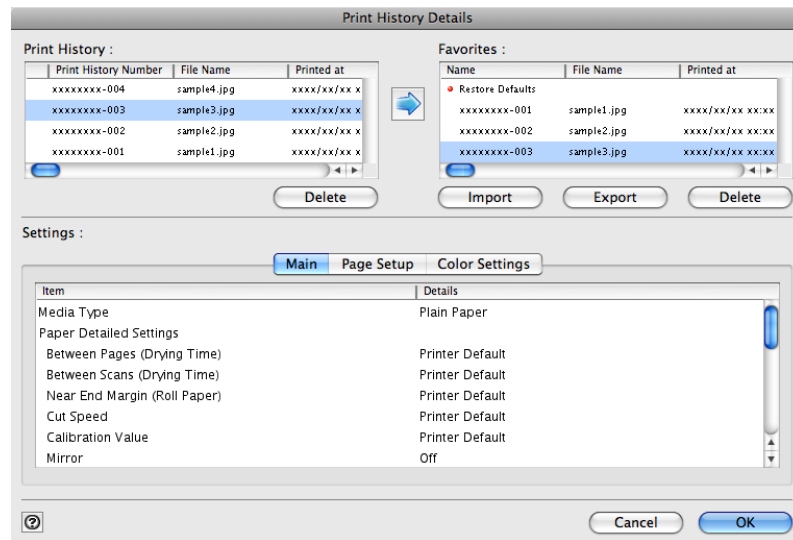 Print History Details
Print History : Favorites :
Print History Number File Name Printed at Name File Name Printed at
xxxxxxxx-004 sample4.jpg xxxx/xx/xx x Restore Defaults
xxxxxxxx-003 sample3.jpg xxxx/xx/xx x xxxxxxxx-001 sample1.jpg xxxx/xx/xx xx:xx
xxxxxxxx-002 sample2.jpg xxxx/xx/xx x xxxxxxxx-002 sample2.jpg xxxx/xx/xx xx:xx
xxxxxxxx-001 sample1.jpg xxxx/xx/xx x xxxxxxxx-003 sample3.jpg xxxx/xx/xx xx:xx
Delete Import Export Delete
Settings :
Main Page Setup Color Settings
Item Details
Media Type Plain Paper
Paper Detailed Settings
Between Pages (Drying Time) Printer Default
Between Scans (Drying Time) Printer Default
Near End Margin (Roll Paper) Printer Default
Cut Speed Printer Default
Calibration Value Printer Default
Mirror Off
? Cancel OK